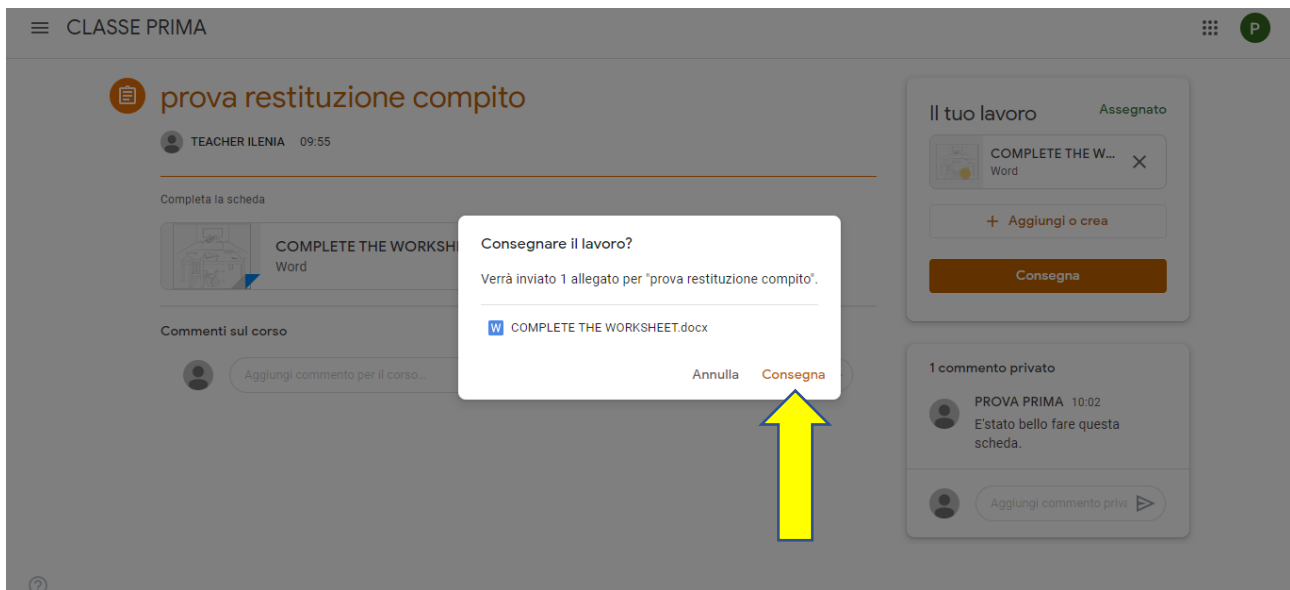 CLASSE PRIMA
P
prova restituzione compito
TEACHER ILENIA 09:55
Completa la scheda
COMPLETE THE WORKSH
Word
Commenti sul corso
Aggiungi commento per il corso...
Consegnare il lavoro?
Verrà inviato 1 allegato per "prova restituzione compito".
W COMPLETE THE WORKSHEET.docx
Annulla Consegna
Il tuo lavoro Assegnato
COMPLETE THE W...
Word
+ Aggiungi o crea
Consegna
1 commento privato
PROVA PRIMA 10:02
E'stato bello fare questa
scheda.
Aggiungi commento priv